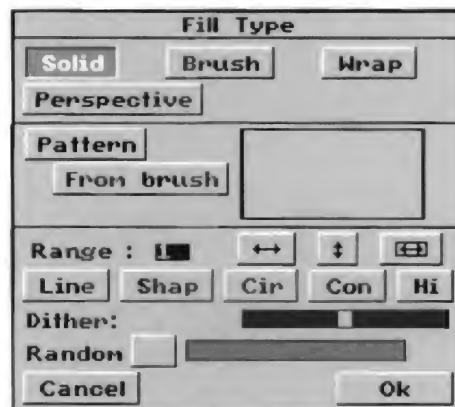 Fill Type
Solid Brush Wrap
Perspective
Pattern
From brush
Range : 1
Line Shap Cir Con Hi
Dither:
Random
Cancel Ok